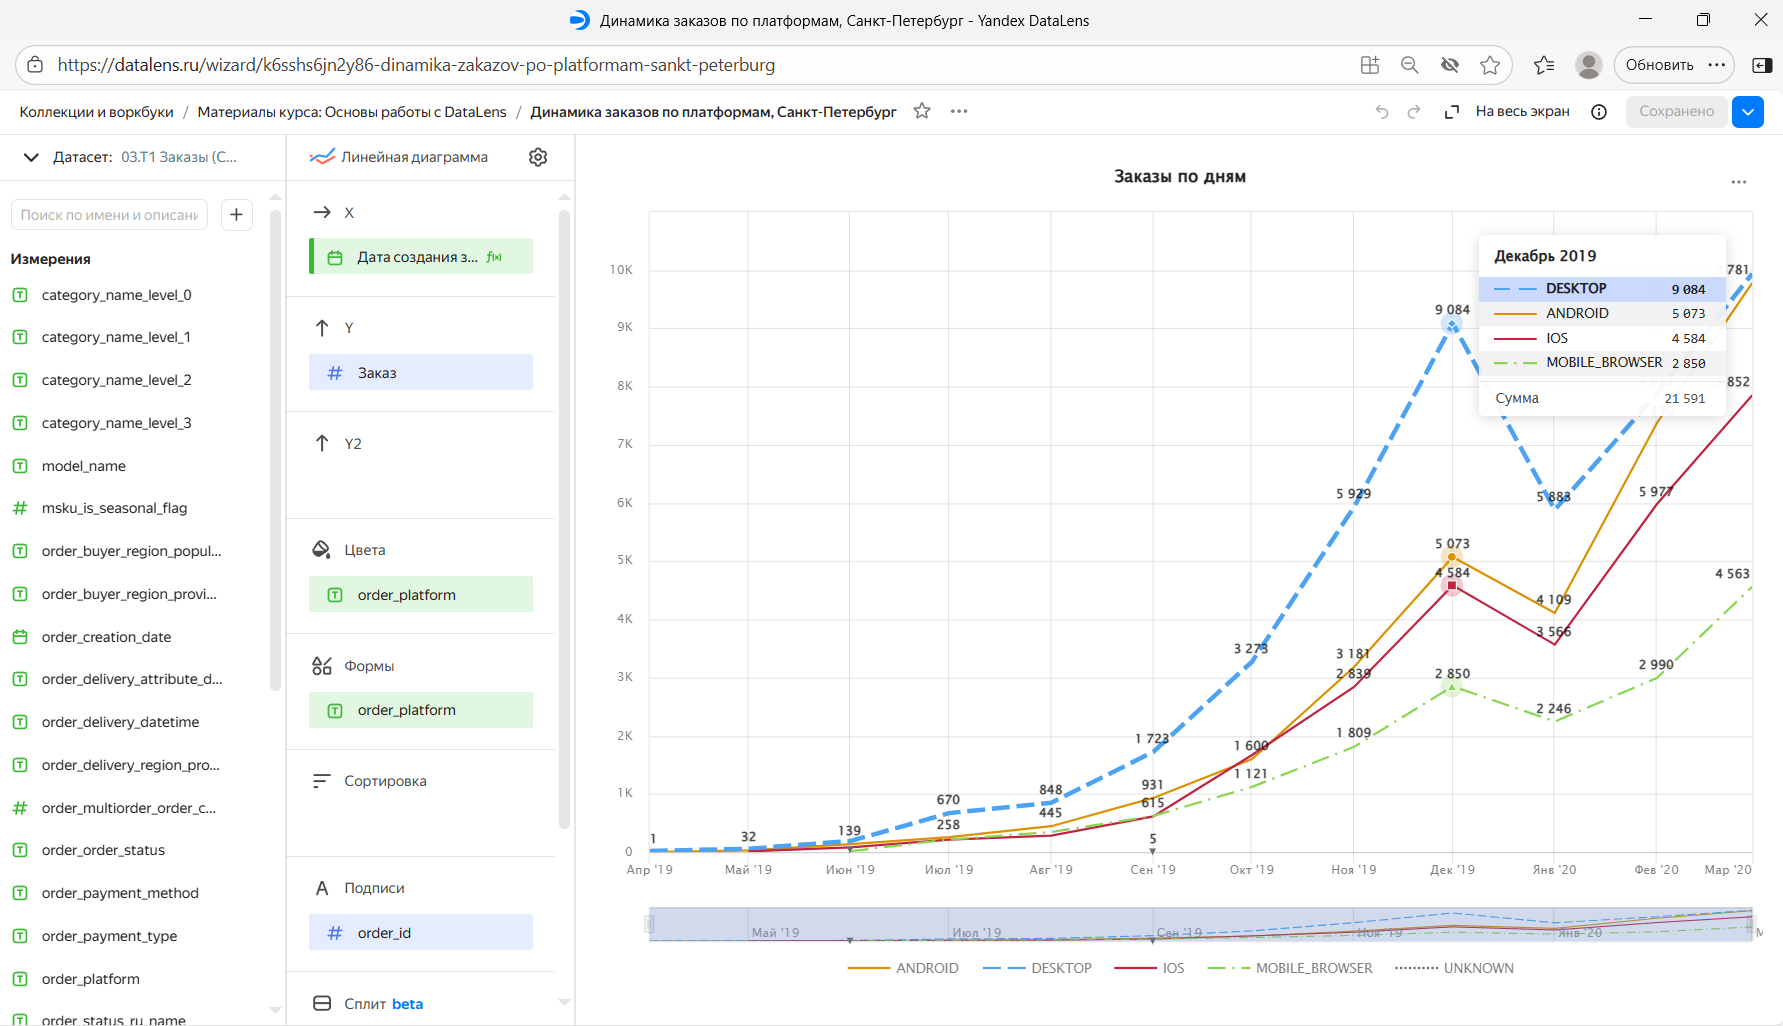 Динамика заказов по платформам, Санкт-Петербург - Yandex DataLens
https://datalens.ru/wizard/k6sshs6jn2y86-dinamika-zakazov-po-platformam-sankt-peterburg
Обновить
Коллекции и воркбуки / Материалы курса: Основы работы с DataLens / Динамика заказов по платформам, Санкт-Петербург
На весь экран
Сохранено
Датасет: 03.T1 Заказы (С...
Поиск по имени и описани
Измерения
category_name_level_0
category_name_level_1
category_name_level_2
category_name_level_3
model_name
msku_is_seasonal_flag
order_buyer_region_popul...
order_buyer_region_provi...
order_creation_date
order_delivery_attribute_d...
order_delivery_datetime
order_delivery_region_pro...
order_multiorder_order_c...
order_order_status
order_payment_method
order_payment_type
order_platform
order_status_ru_name
Линейная диаграмма
X
Дата создания з... f(x)
Y
Заказ
Y2
Цвета
order_platform
Формы
order_platform
Сортировка
Подписи
order_id
Сплит beta
Заказы по дням
10K
9K
8K
7K
6K
5K
4K
3K
2K
1K
0
Декабрь 2019
DESKTOP 9 084
ANDROID 5 073
IOS 4 584
MOBILE_BROWSER 2 850
Сумма 21 591
781
852
9 084
5 929
5 883
5 977
5 073
4 584
4 563
4 109
3 566
3 273
3 181
2 839
2 850
2 990
2 246
1 723
1 600
1 809
1 121
931
615
848
445
670
258
139
32
1
5
Апр '19
Май '19
Июн '19
Июл '19
Авг '19
Сен '19
Окт '19
Ноя '19
Дек '19
Янв '20
Фев '20
Мар '20
Май '19
Июл '19
Сен '19
Ноя '19
Янв '20
ANDROID
DESKTOP
IOS
MOBILE_BROWSER
UNKNOWN